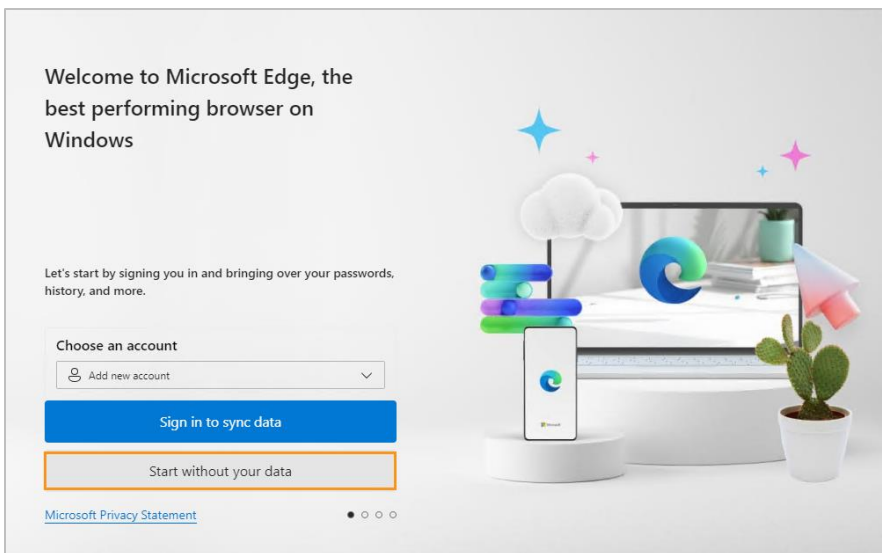 Welcome to Microsoft Edge, the
best performing browser on
Windows
Let's start by signing you in and bringing over your passwords,
history, and more.
Choose an account
Add new account
Sign in to sync data
Start without your data
Microsoft Privacy Statement
Microsoft